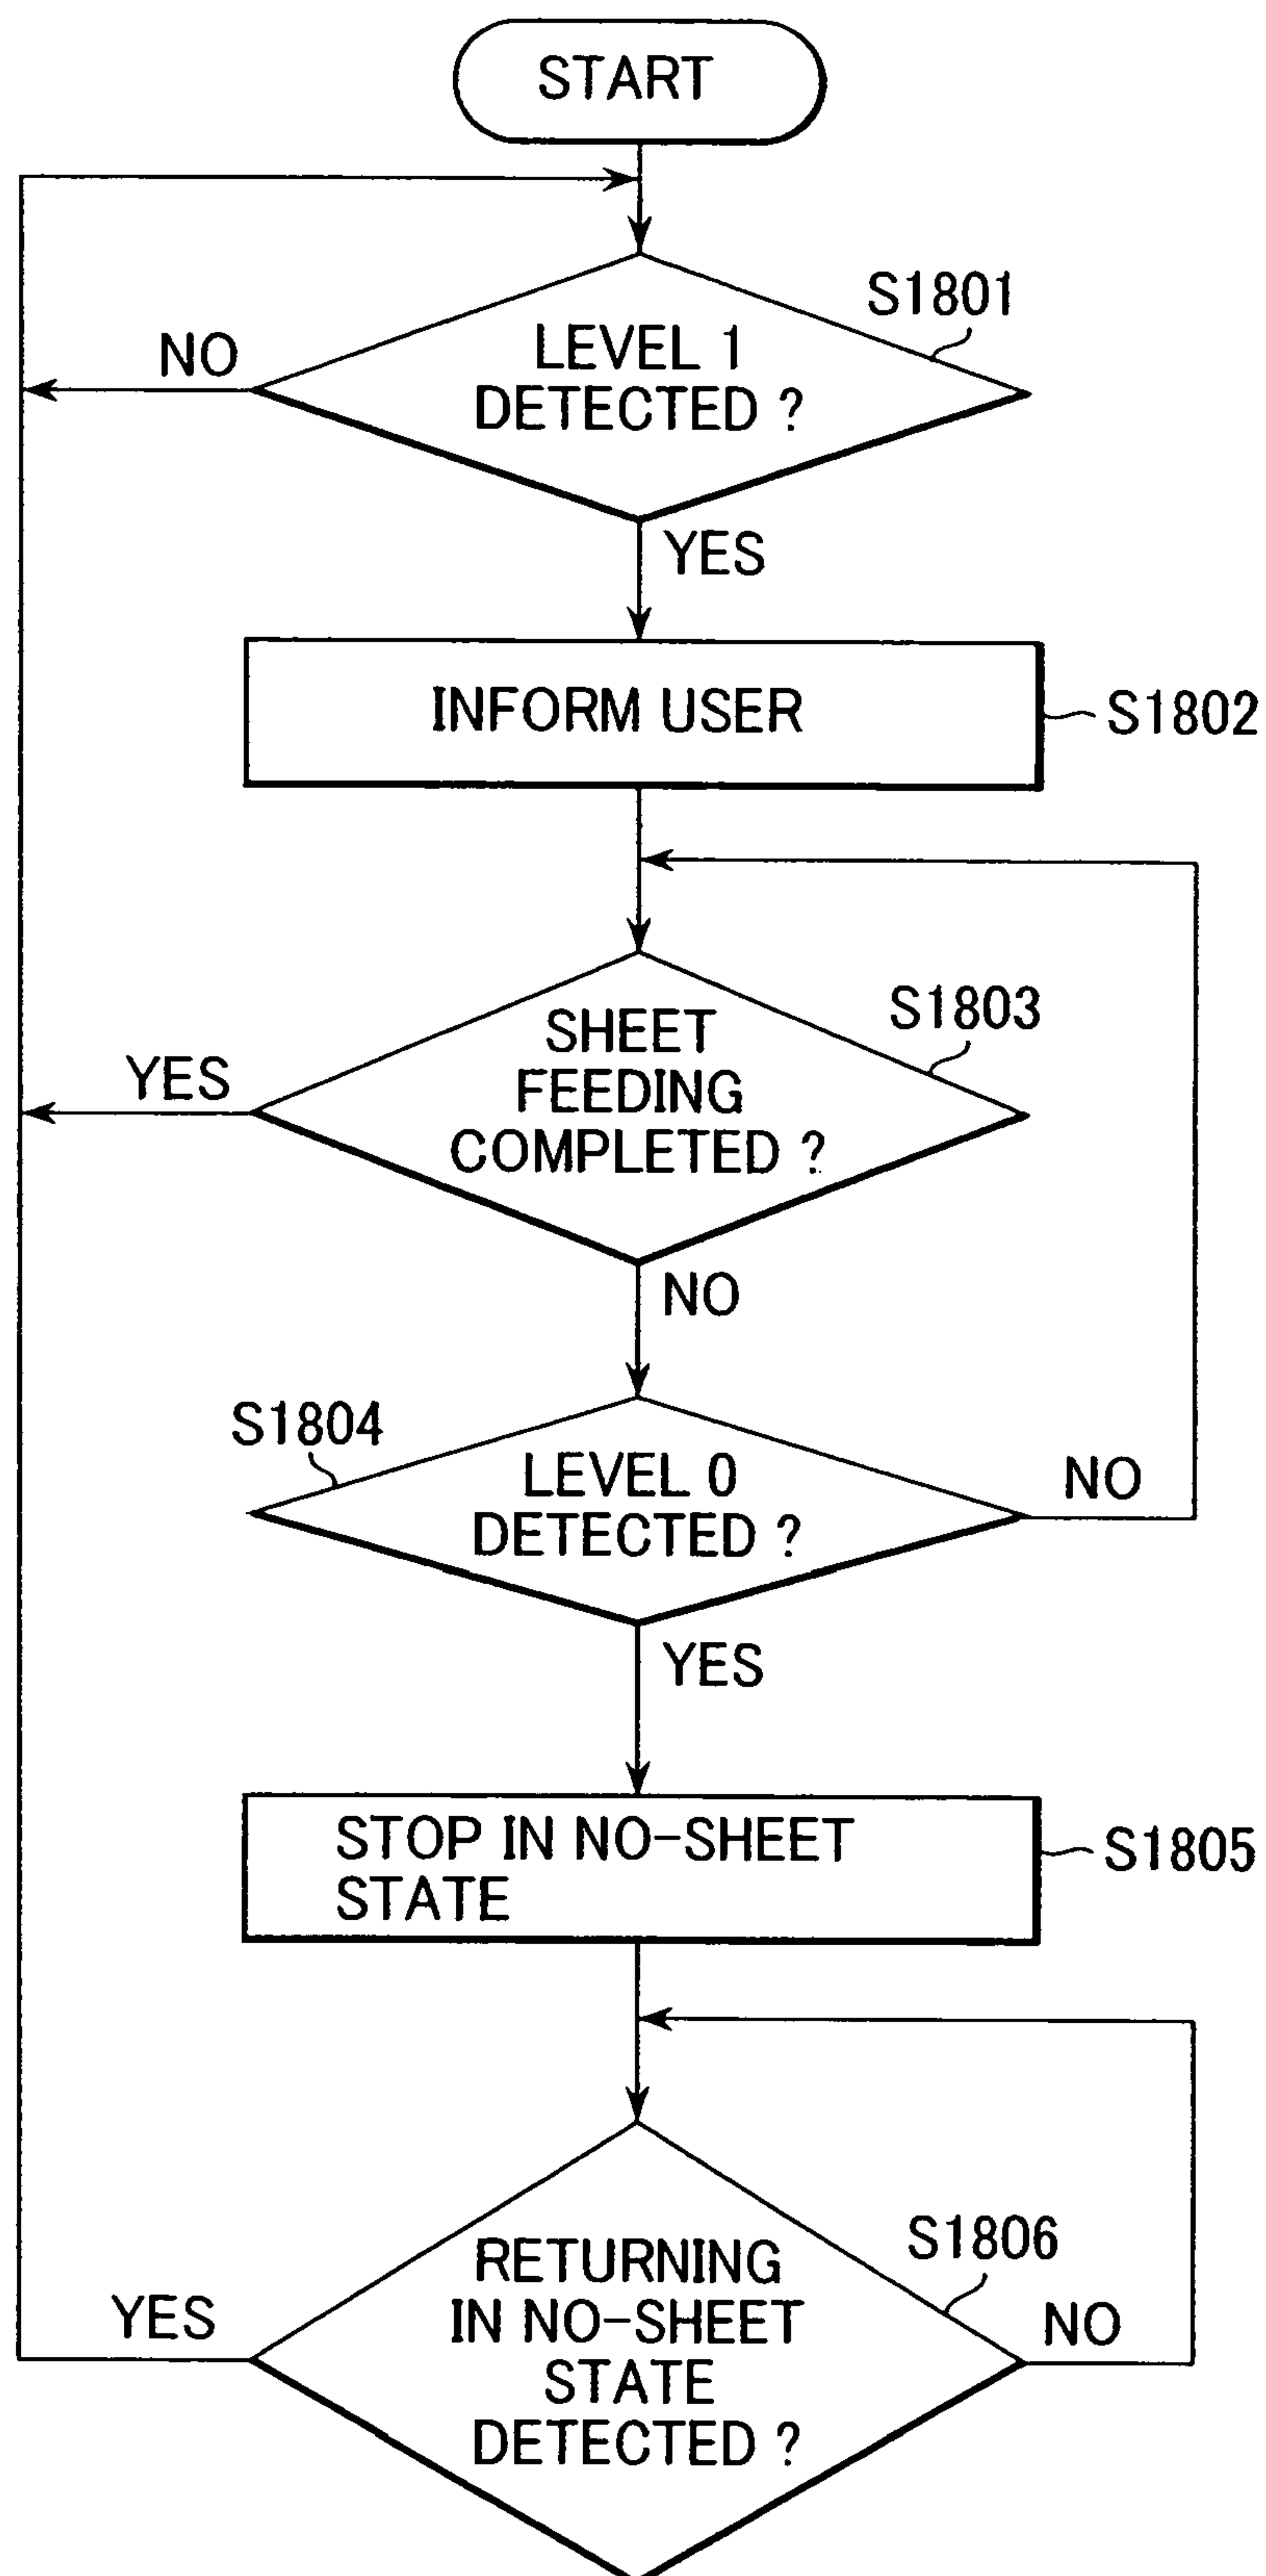 START
S1801
LEVEL 1
DETECTED ?
NO
YES
INFORM USER
S1802
S1803
SHEET
FEEDING
COMPLETED ?
YES
NO
S1804
LEVEL 0
DETECTED ?
NO
YES
STOP IN NO-SHEET
STATE
S1805
S1806
RETURNING
IN NO-SHEET
STATE
DETECTED ?
YES
NO